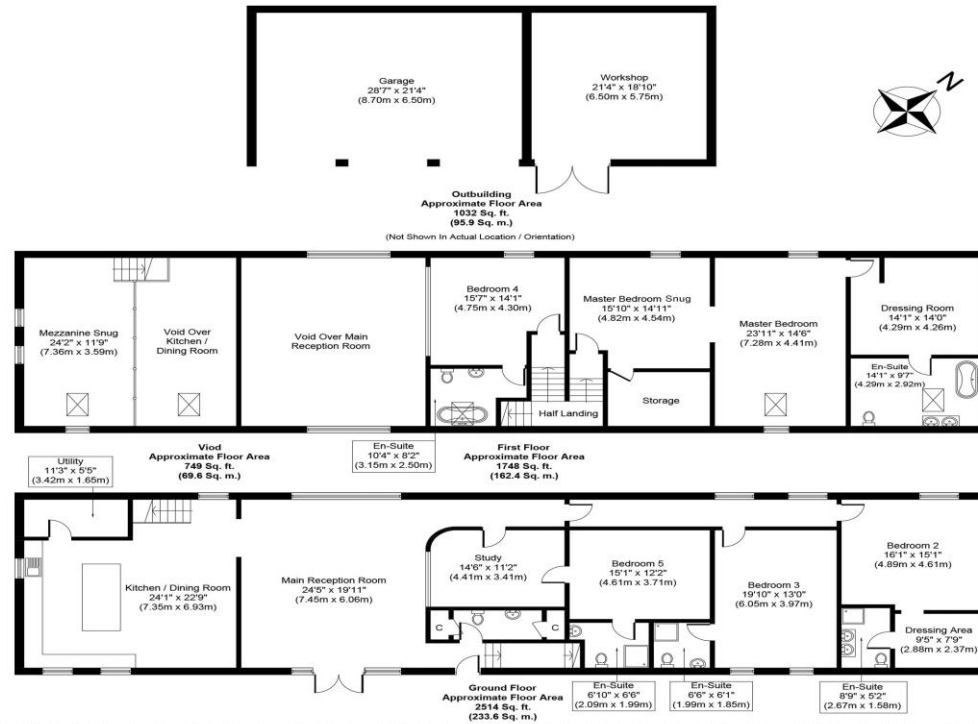 Garage
28'7" x 21'4"
(8.70m x 6.50m)
Workshop
21'4" x 18'10"
(6.50m x 5.75m)
N
Outbuilding
Approximate Floor Area
1032 Sq. ft.
(95.9 Sq. m.)
(Not Shown In Actual Location / Orientation)
Mezzanine Snug
24'2" x 11'9"
(7.36m x 3.59m)
Void Over
Kitchen /
Dining Room
Void Over Main
Reception Room
Bedroom 4
15'7" x 14'1"
(4.75m x 4.30m)
Master Bedroom Snug
15'10" x 14'11"
(4.82m x 4.54m)
Master Bedroom
23'11" x 14'6"
(7.28m x 4.41m)
Dressing Room
14'1" x 14'0"
(4.29m x 4.26m)
En-Suite
14'1" x 9'7"
(4.29m x 2.92m)
Storage
Half Landing
En-Suite
10'4" x 8'2"
(3.15m x 2.50m)
Viod
Approximate Floor Area
749 Sq. ft.
(69.6 Sq. m.)
First Floor
Approximate Floor Area
1748 Sq. ft.
(162.4 Sq. m.)
Utility
11'3" x 5'5"
(3.42m x 1.65m)
Kitchen / Dining Room
24'1" x 22'9"
(7.35m x 6.93m)
Main Reception Room
24'5" x 19'11"
(7.45m x 6.06m)
Study
14'6" x 11'2"
(4.41m x 3.41m)
C
C
Bedroom 5
15'1" x 12'2"
(4.61m x 3.71m)
Bedroom 3
19'10" x 13'0"
(6.05m x 3.97m)
Bedroom 2
16'1" x 15'1"
(4.89m x 4.61m)
Dressing Area
9'5" x 7'9"
(2.88m x 2.37m)
En-Suite
6'10" x 6'6"
(2.09m x 1.99m)
En-Suite
6'6" x 6'1"
(1.99m x 1.85m)
En-Suite
8'9" x 5'2"
(2.67m x 1.58m)
Ground Floor
Approximate Floor Area
2514 Sq. ft.
(233.6 Sq. m.)